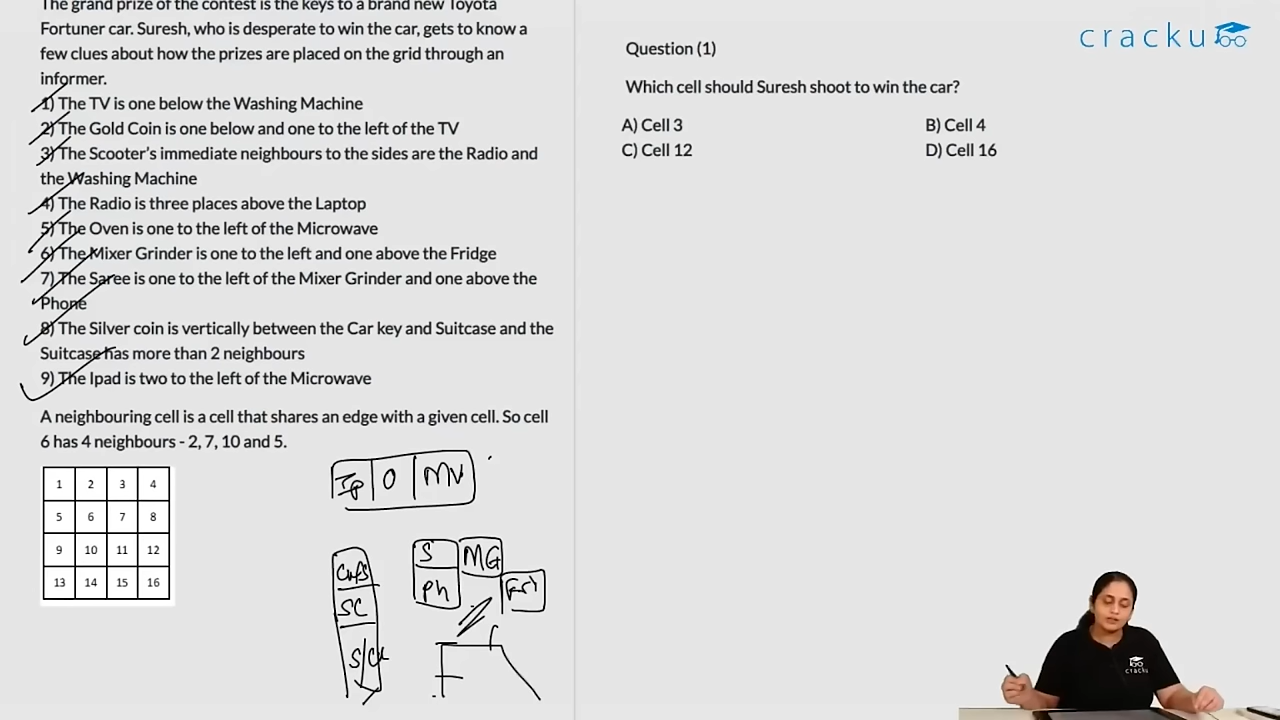 The grand prize of the contest is the keys to a brand new Toyota
Fortuner car. Suresh, who is desperate to win the car, gets to know a
few clues about how the prizes are placed on the grid through an
informer.
1) The TV is one below the Washing Machine
2) The Gold Coin is one below and one to the left of the TV
3) The Scooter's immediate neighbours to the sides are the Radio and
the Washing Machine
4) The Radio is three places above the Laptop
5) The Oven is one to the left of the Microwave
6) The Mixer Grinder is one to the left and one above the Fridge
7) The Saree is one to the left of the Mixer Grinder and one above the
Phone
8) The Silver coin is vertically between the Car key and Suitcase and the
Suitcase has more than 2 neighbours
9) The Ipad is two to the left of the Microwave
A neighbouring cell is a cell that shares an edge with a given cell. So cell
6 has 4 neighbours - 2, 7, 10 and 5.
1 2 3 4
5 6 7 8
9 10 11 12
13 14 15 16
Ip O MW
S MG
Ph Fri
SC
cracku
Question (1)
Which cell should Suresh shoot to win the car?
A) Cell 3 B) Cell 4
C) Cell 12 D) Cell 16
cracku